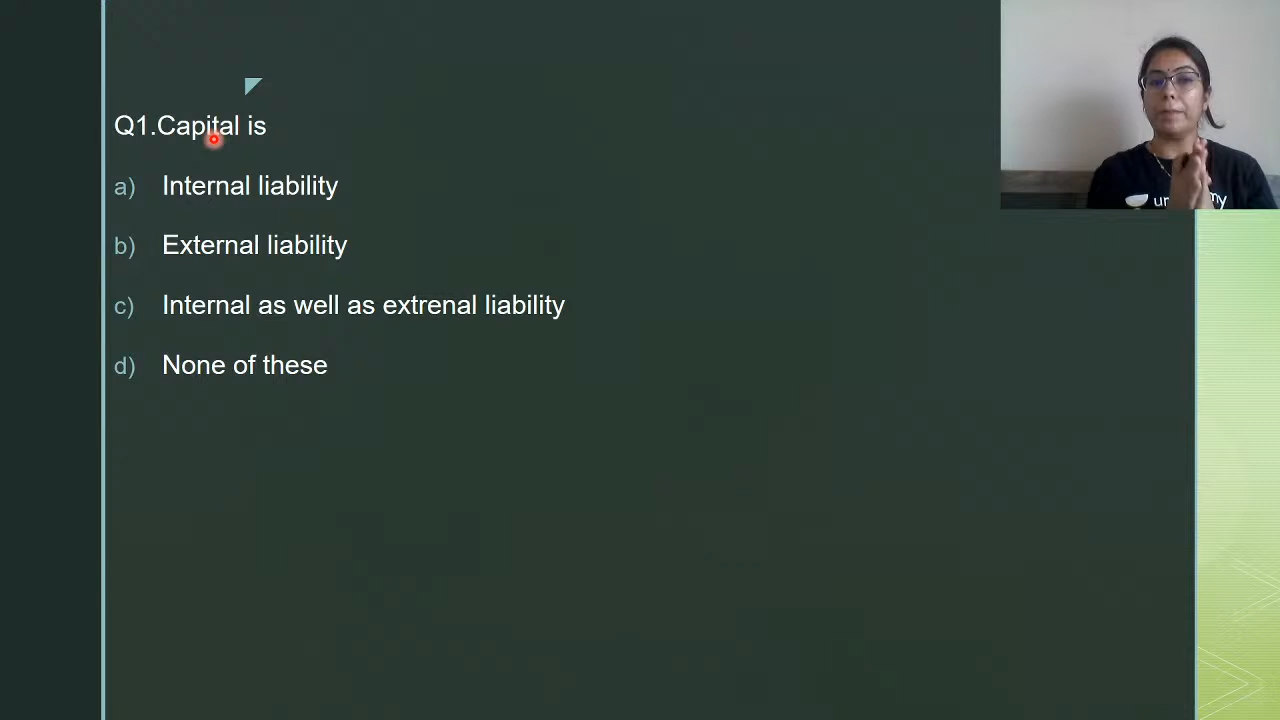 Q1.Capital is
a) Internal liability
b) External liability
c) Internal as well as extrenal liability
d) None of these